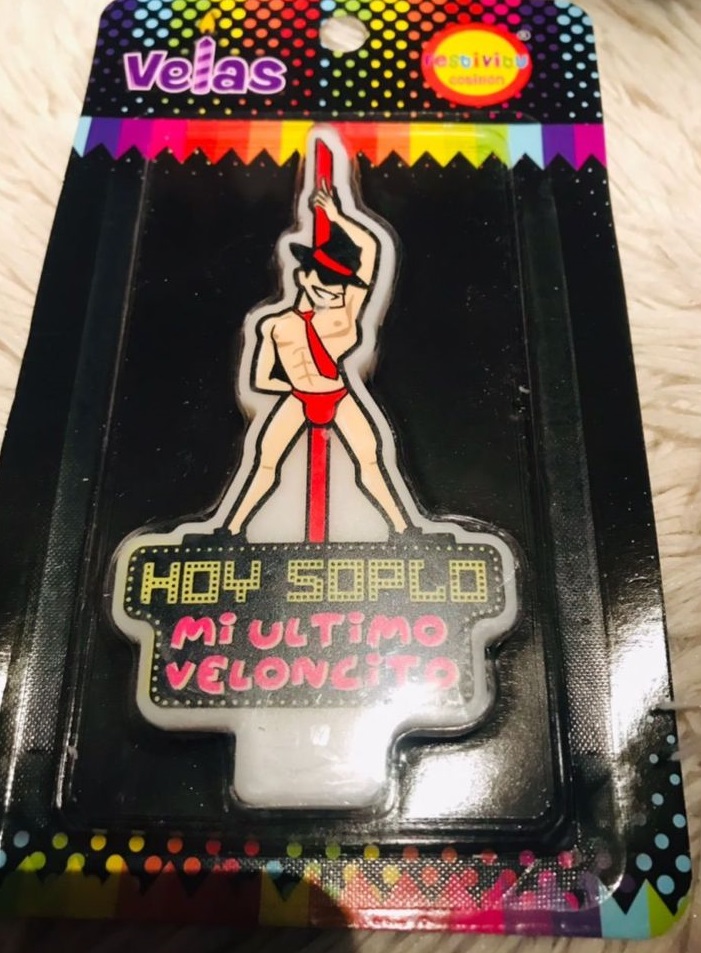 Velas
festivity
®
HOY SOPLO
Mi ULTiMO
VELONCiTO